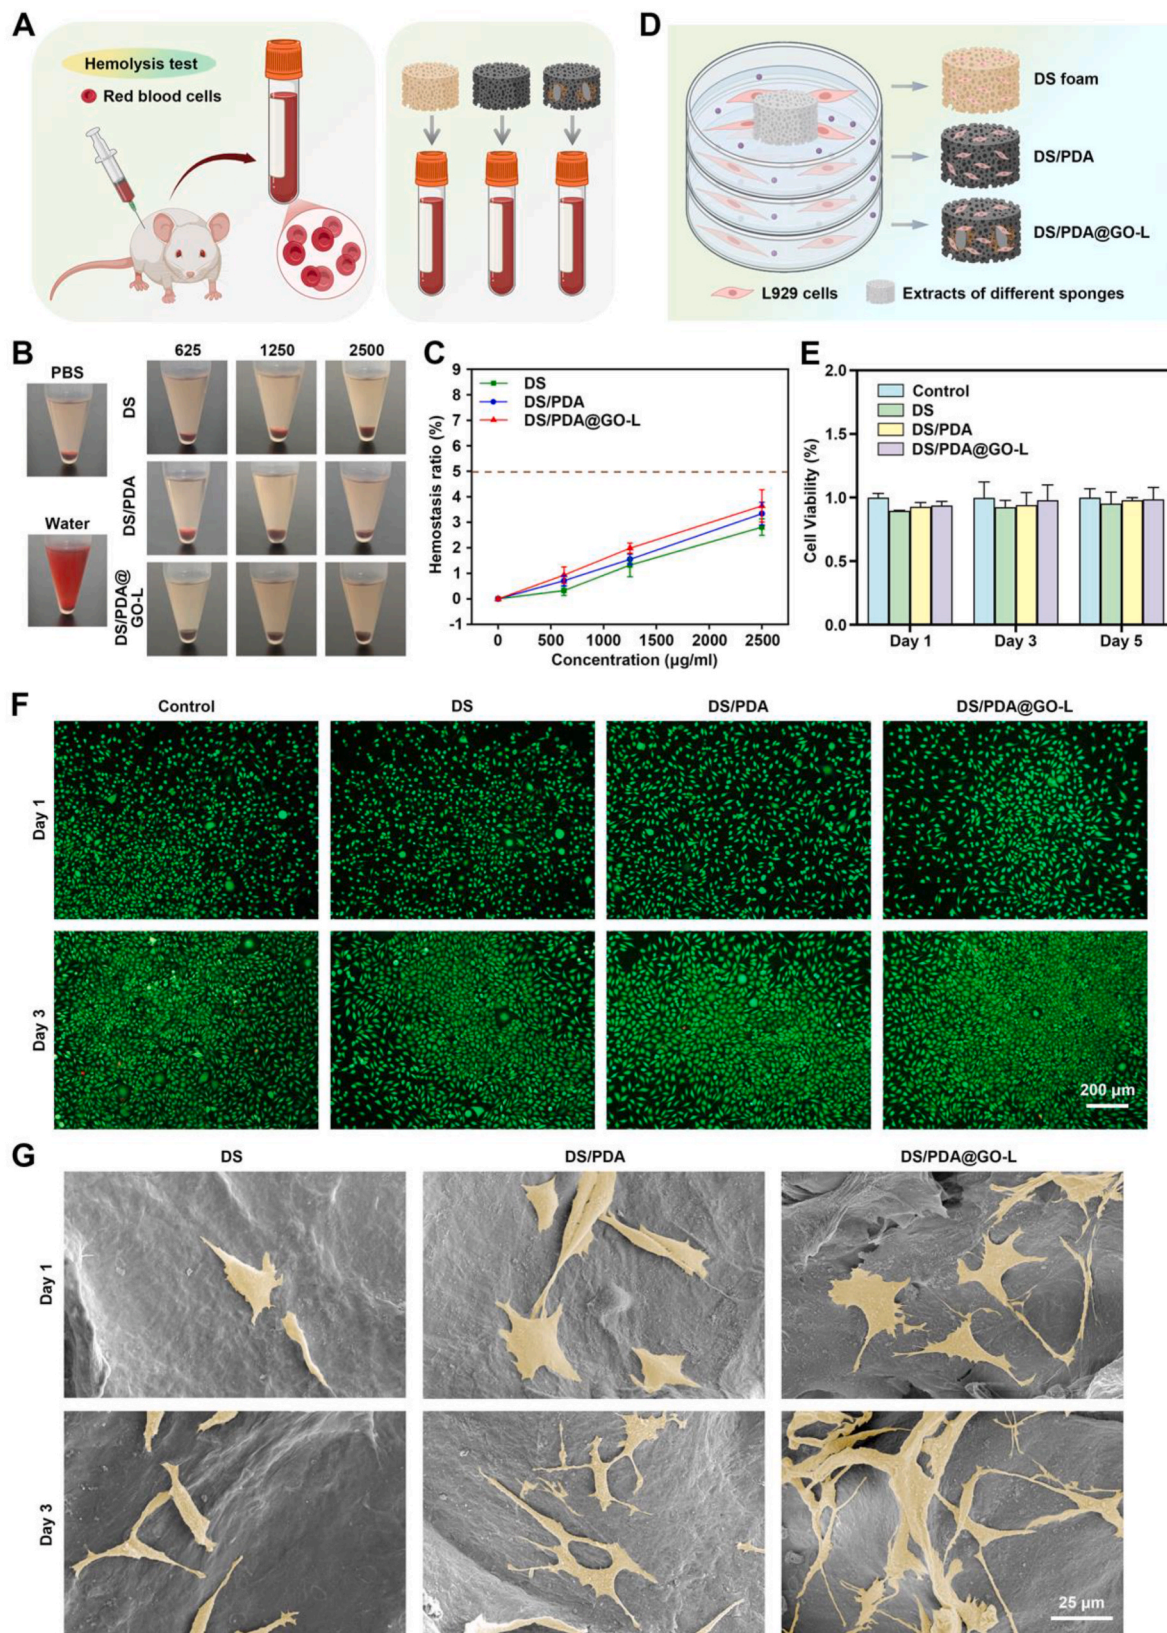 A
Hemolysis test
Red blood cells
D
DS foam
DS/PDA
DS/PDA@GO-L
L929 cells
Extracts of different sponges
B
PBS
Water
625
1250
2500
DS
DS/PDA
DS/PDA@
GO-L
C
Hemostasis ratio (%)
9
8
7
6
5
4
3
2
1
0
-1
DS
DS/PDA
DS/PDA@GO-L
0
500
1000
1500
2000
2500
Concentration (µg/ml)
E
Cell Viability (%)
2.0
1.5
1.0
0.5
0.0
Control
DS
DS/PDA
DS/PDA@GO-L
Day 1
Day 3
Day 5
F
Control
DS
DS/PDA
DS/PDA@GO-L
Day 1
Day 3
200 µm
G
DS
DS/PDA
DS/PDA@GO-L
Day 1
Day 3
25 µm